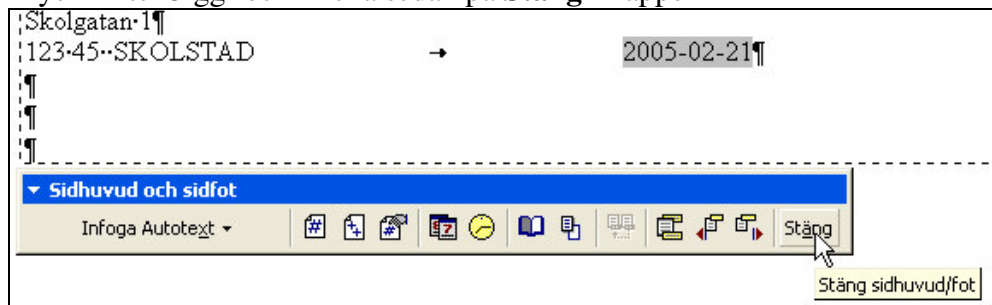 Skolgatan·1¶
123·45··SKOLSTAD → 2005-02-21¶
¶
¶
¶
Sidhuvud och sidfot
Infoga Autotext Stäng
Stäng sidhuvud/fot